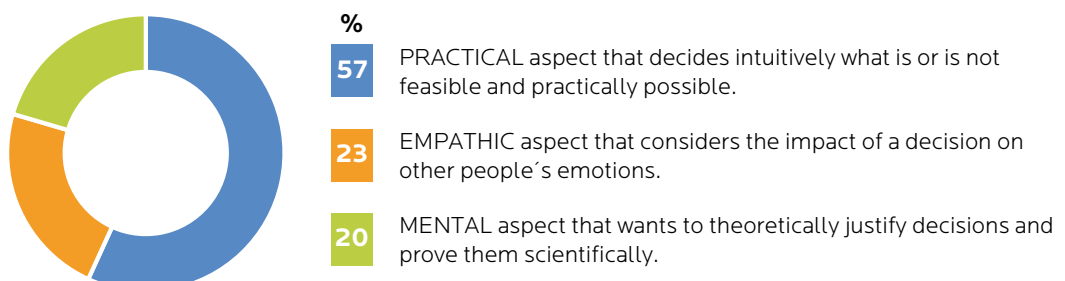 %
57 PRACTICAL aspect that decides intuitively what is or is not
feasible and practically possible.
23 EMPATHIC aspect that considers the impact of a decision on
other people´s emotions.
20 MENTAL aspect that wants to theoretically justify decisions and
prove them scientifically.